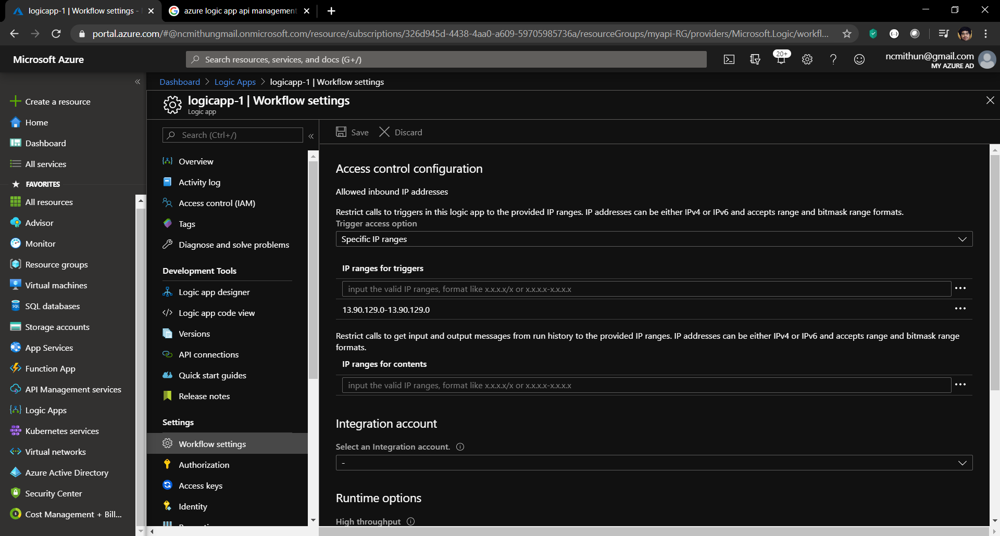 logicapp-1 | Workflow settings -
azure logic app api management
portal.azure.com/#@ncmithungmail.onmicrosoft.com/resource/subscriptions/326d945d-4438-4aa0-a609-59705985736a/resourceGroups/myapi-RG/providers/Microsoft.Logic/workfl...
Microsoft Azure
Search resources, services, and docs (G+/)
20+
ncmithun@gmail.com
MY AZURE AD
«
Create a resource
Home
Dashboard
All services
FAVORITES
All resources
Advisor
Monitor
Resource groups
Virtual machines
SQL databases
Storage accounts
App Services
Function App
API Management services
Logic Apps
Kubernetes services
Virtual networks
Azure Active Directory
Security Center
Cost Management + Bill...
Dashboard > Logic Apps > logicapp-1 | Workflow settings
logicapp-1 | Workflow settings
Logic app
Search (Ctrl+/)
«
Overview
Activity log
Access control (IAM)
Tags
Diagnose and solve problems
Development Tools
Logic app designer
Logic app code view
Versions
API connections
Quick start guides
Release notes
Settings
Workflow settings
Authorization
Access keys
Identity
Save
Discard
Access control configuration
Allowed inbound IP addresses
Restrict calls to triggers in this logic app to the provided IP ranges. IP addresses can be either IPv4 or IPv6 and accepts range and bitmask range formats.
Trigger access option
Specific IP ranges
IP ranges for triggers
input the valid IP ranges, format like x.x.x.x/x or x.x.x.x-x.x.x.x
13.90.129.0-13.90.129.0
Restrict calls to get input and output messages from run history to the provided IP ranges. IP addresses can be either IPv4 or IPv6 and accepts range and bitmask range
formats.
IP ranges for contents
input the valid IP ranges, format like x.x.x.x/x or x.x.x.x-x.x.x.x
Integration account
Select an Integration account.
-
Runtime options
High throughput